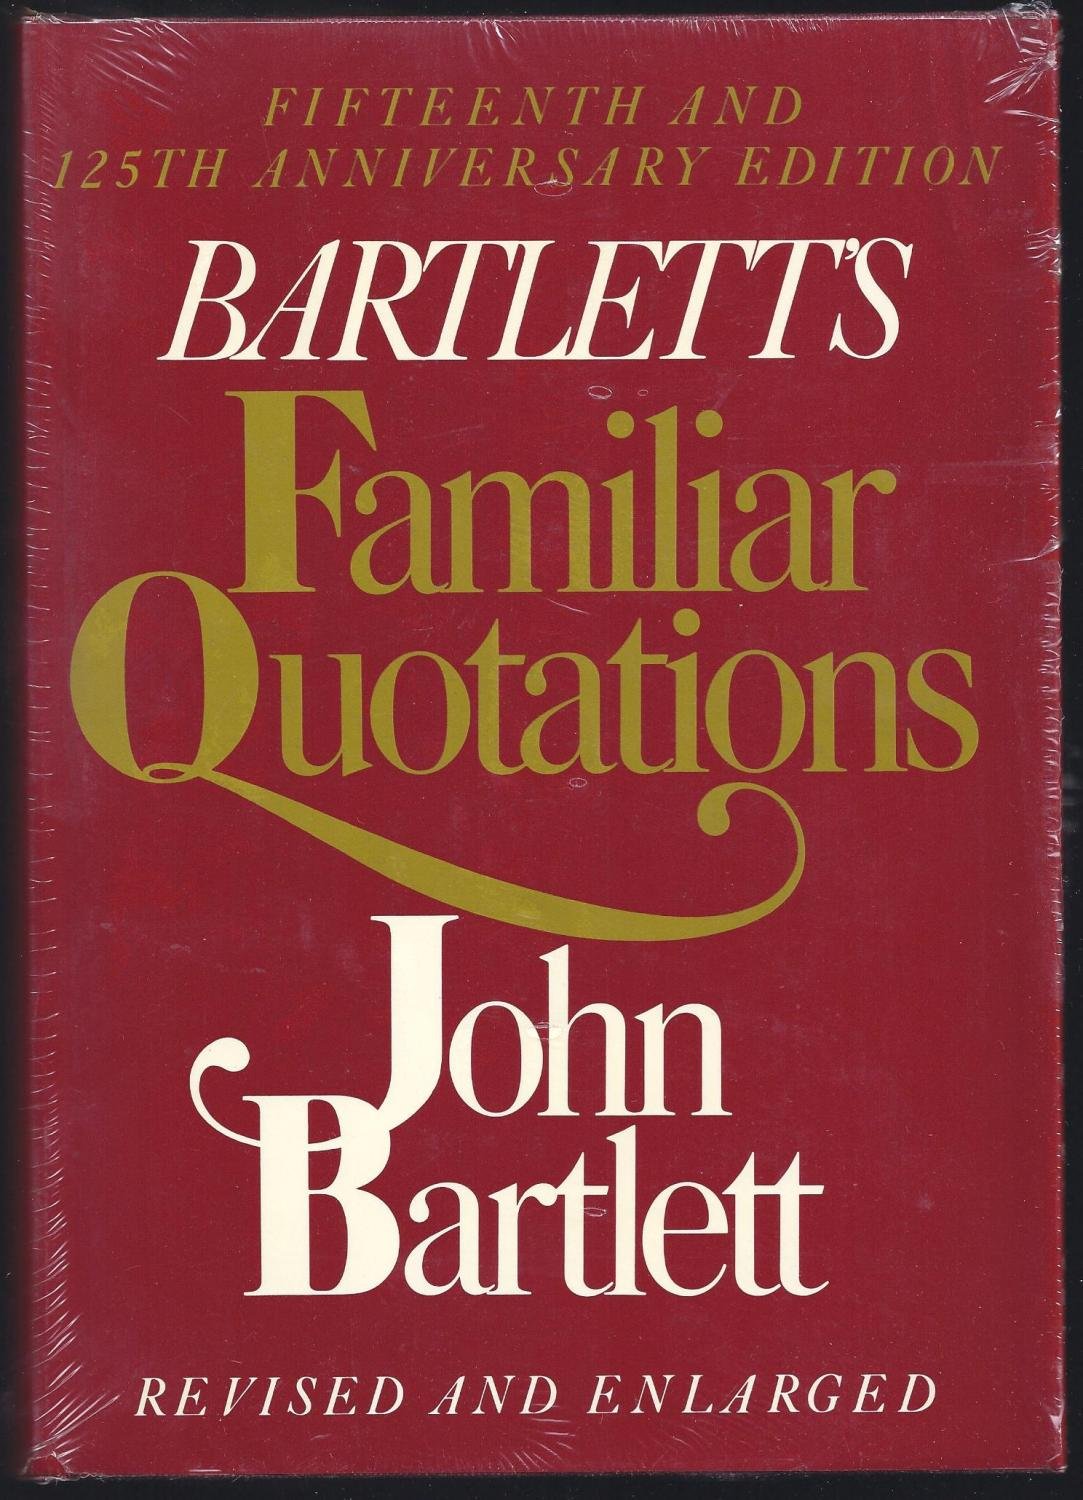 FIFTEENTH AND
125TH ANNIVERSARY EDITION
BARTLETT'S
Familiar
Quotations
John
Bartlett
REVISED AND ENLARGED